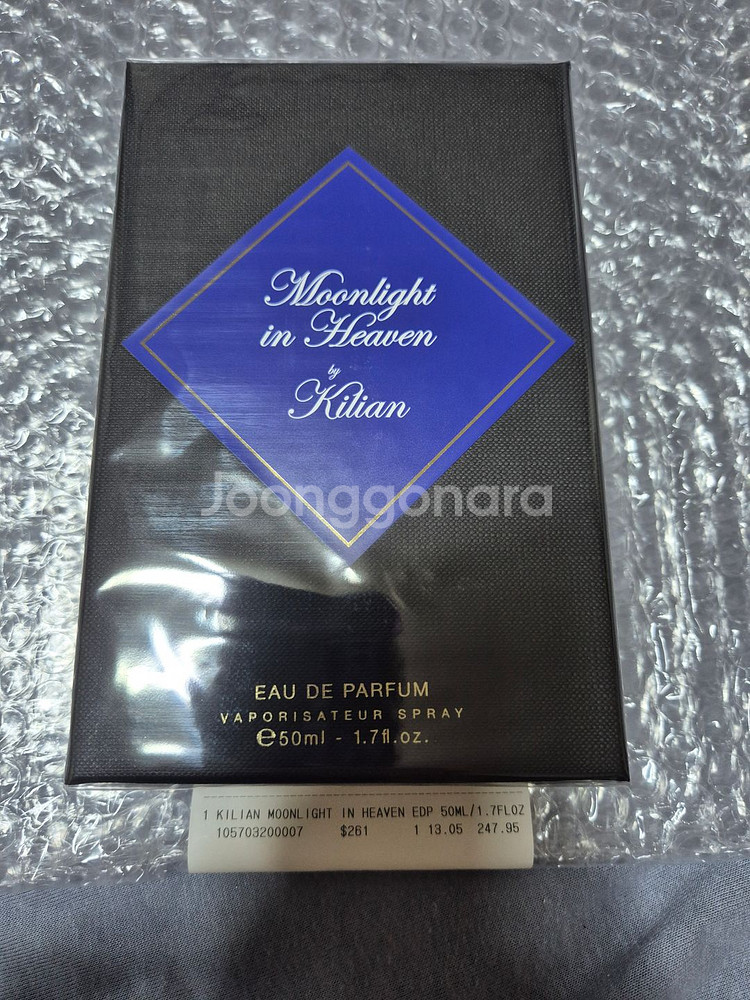 Moonlight
in Heaven
by
Kilian
Joonggonara
EAU DE PARFUM
VAPORISATEUR SPRAY
℮50ml - 1.7fl.oz.
1 KILIAN MOONLIGHT IN HEAVEN EDP 50ML/1.7FLOZ
105703200007 $261 1 13.05 247.95